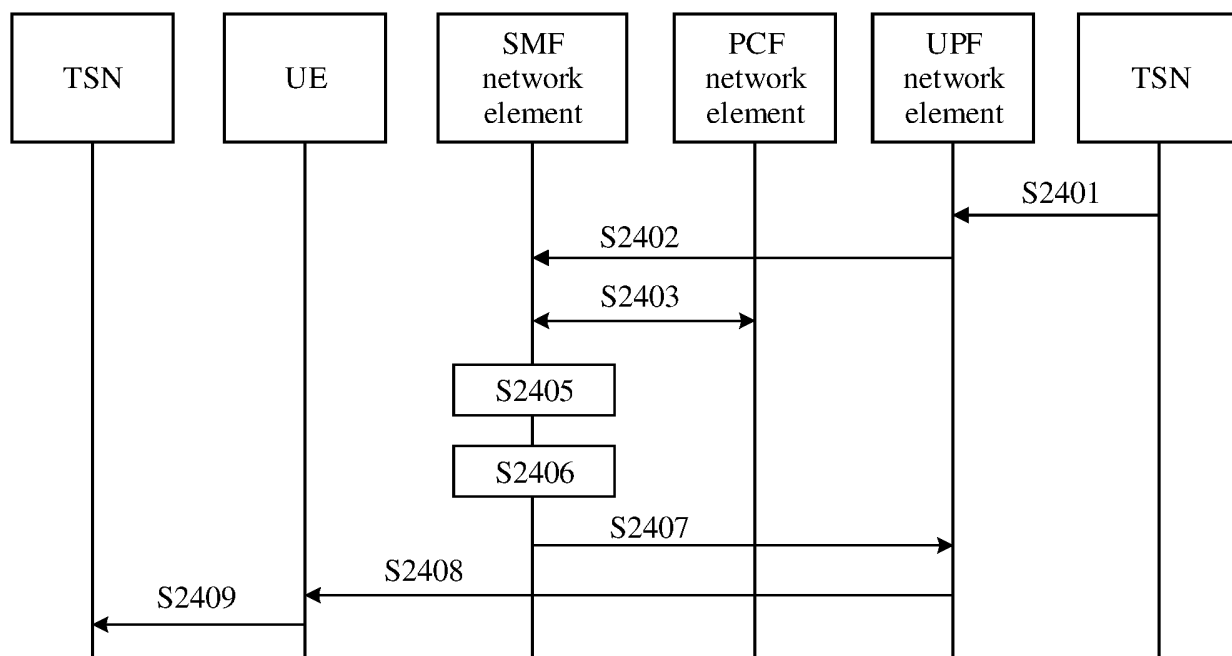 TSN
UE
SMF
network
element
PCF
network
element
UPF
network
element
TSN
S2401
S2402
S2403
S2405
S2406
S2407
S2408
S2409